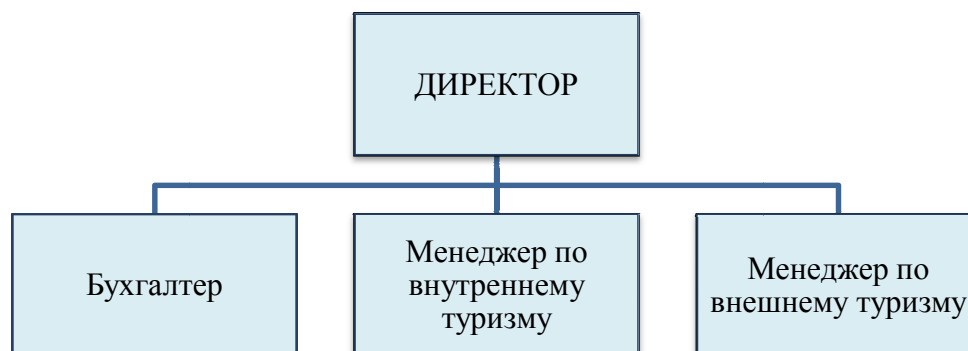 ДИРЕКТОР
Бухгалтер
Менеджер по
внутреннему
туризму
Менеджер по
внешнему туризму